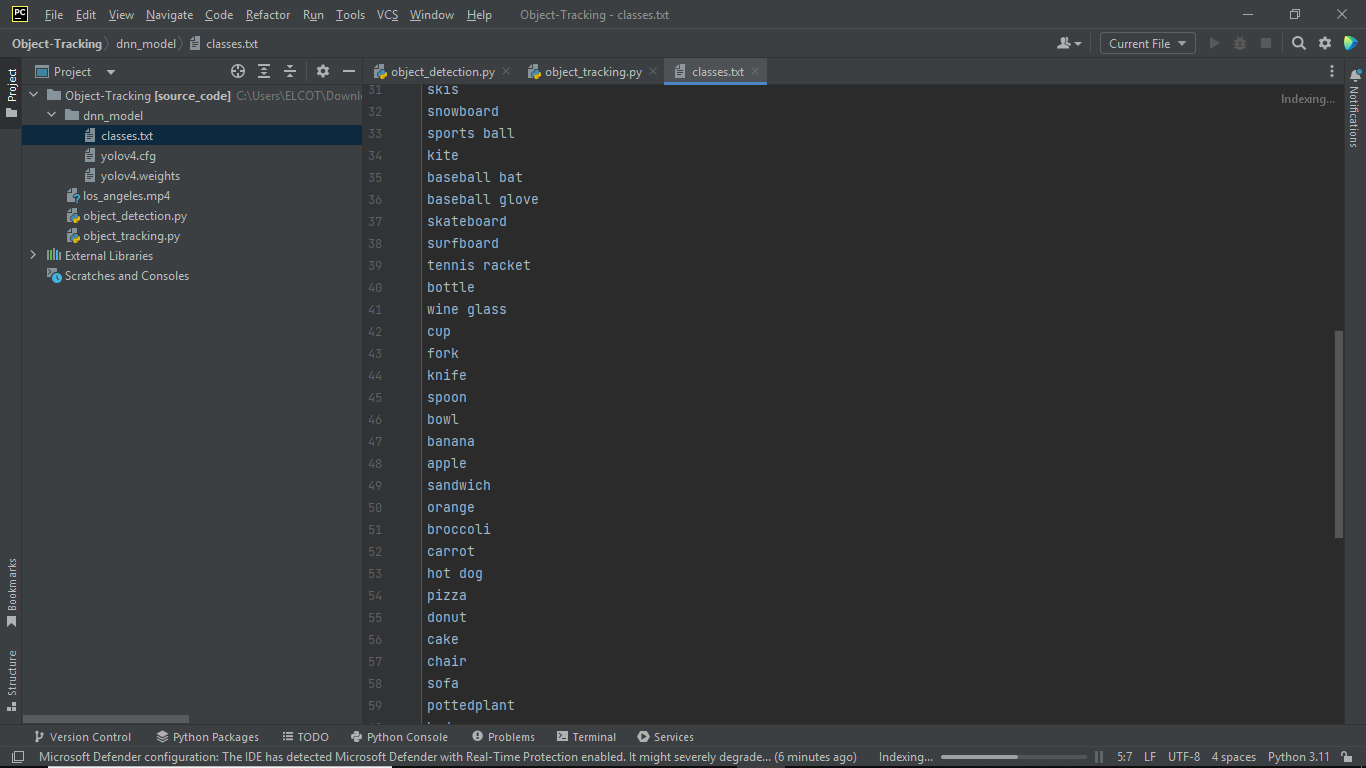 PC File Edit View Navigate Code Refactor Run Tools VCS Window Help Object-Tracking - classes.txt
Object-Tracking dnn_model classes.txt Current File
Project
Project
object_detection.py object_tracking.py classes.txt
Object-Tracking [source_code] C:\Users\ELCOT\Downl
dnn_model
classes.txt
yolov4.cfg
yolov4.weights
los_angeles.mp4
object_detection.py
object_tracking.py
External Libraries
Scratches and Consoles
Indexing...
31 skis
32 snowboard
33 sports ball
34 kite
35 baseball bat
36 baseball glove
37 skateboard
38 surfboard
39 tennis racket
40 bottle
41 wine glass
42 cup
43 fork
44 knife
45 spoon
46 bowl
47 banana
48 apple
49 sandwich
50 orange
51 broccoli
52 carrot
53 hot dog
54 pizza
55 donut
56 cake
57 chair
58 sofa
59 pottedplant
Notifications
Bookmarks
Structure
Version Control Python Packages TODO Python Console Problems Terminal Services
Microsoft Defender configuration: The IDE has detected Microsoft Defender with Real-Time Protection enabled. It might severely degrade... (6 minutes ago) Indexing... 5:7 LF UTF-8 4 spaces Python 3.11